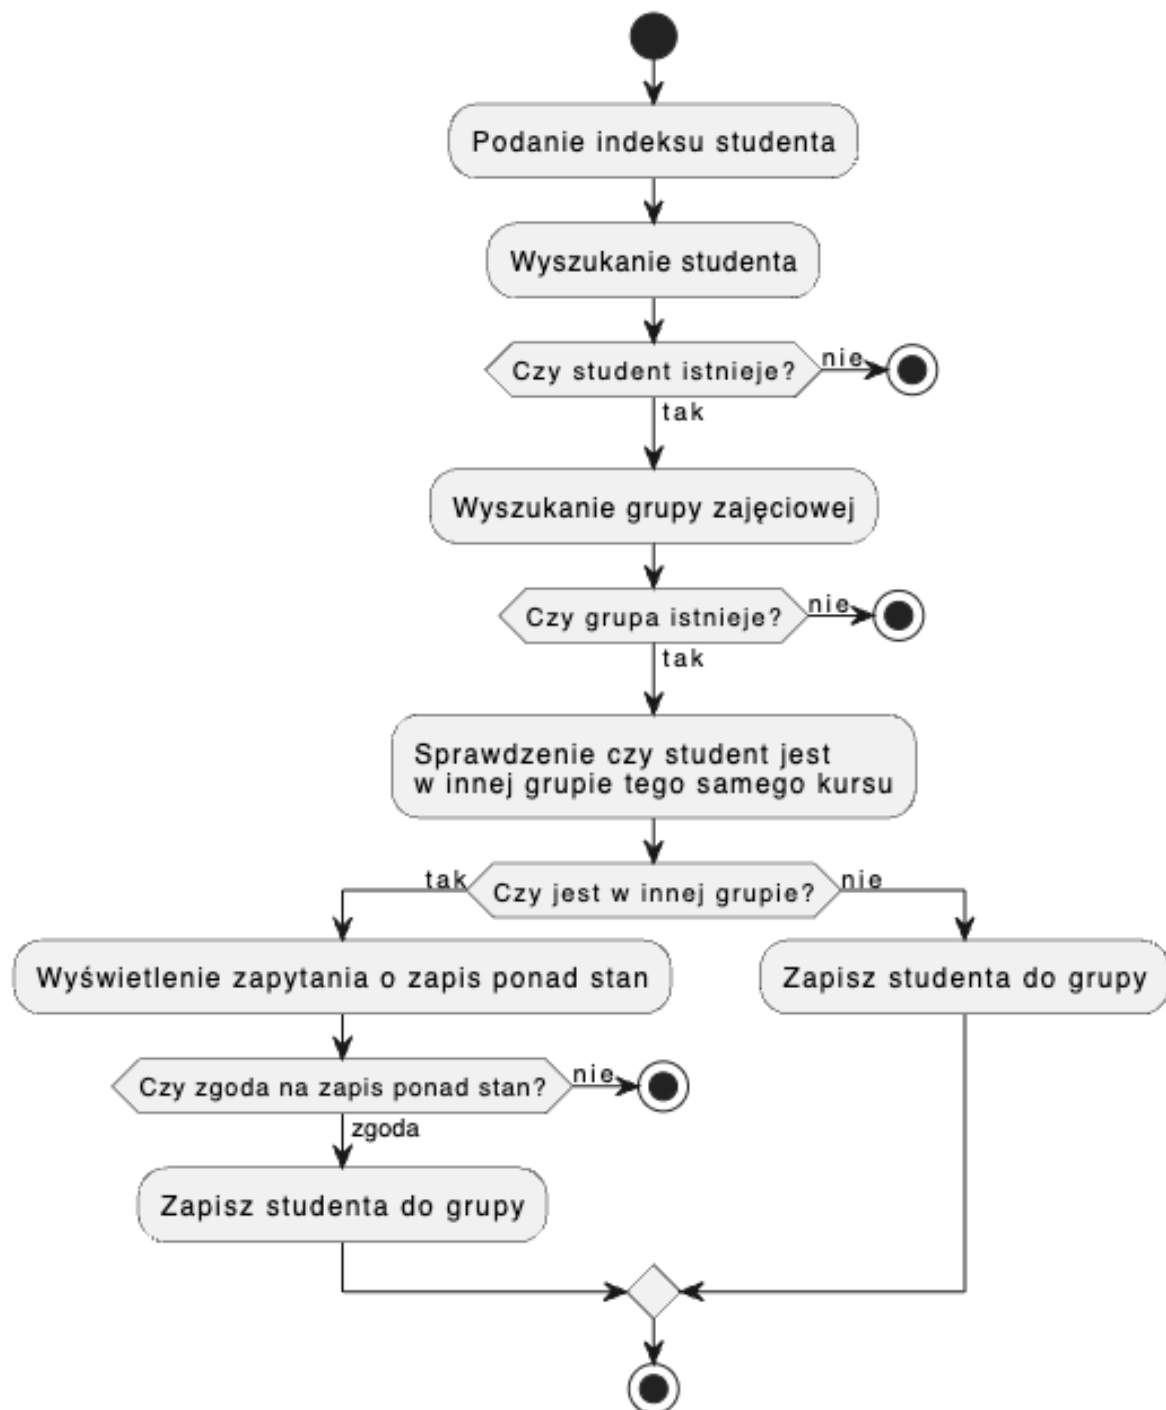 Podanie indeksu studenta
Wyszukanie studenta
Czy student istnieje?
nie
tak
Wyszukanie grupy zajęciowej
Czy grupa istnieje?
nie
tak
Sprawdzenie czy student jest
w innej grupie tego samego kursu
tak
Czy jest w innej grupie?
nie
Wyświetlenie zapytania o zapis ponad stan
Zapisz studenta do grupy
Czy zgoda na zapis ponad stan?
nie
zgoda
Zapisz studenta do grupy